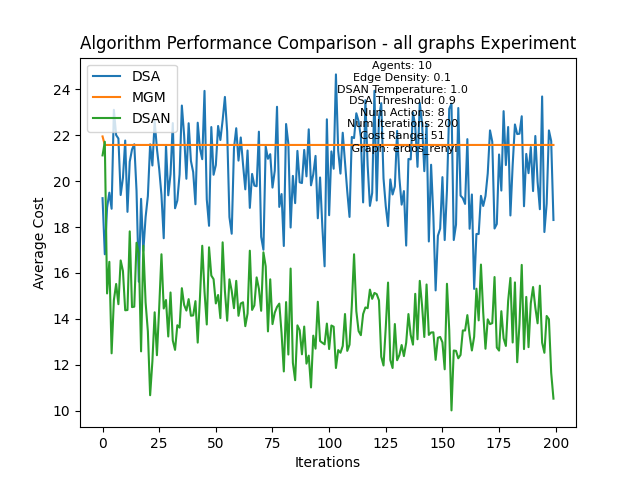 Algorithm Performance Comparison - all graphs Experiment
DSA
MGM
DSAN
Agents: 10
Edge Density: 0.1
DSAN Temperature: 1.0
DSA Threshold: 0.9
Num Actions: 8
Num Iterations: 200
Cost Range: 51
Graph: erdos_renyi
Average Cost
24
22
20
18
16
14
12
10
0 25 50 75 100 125 150 175 200
Iterations